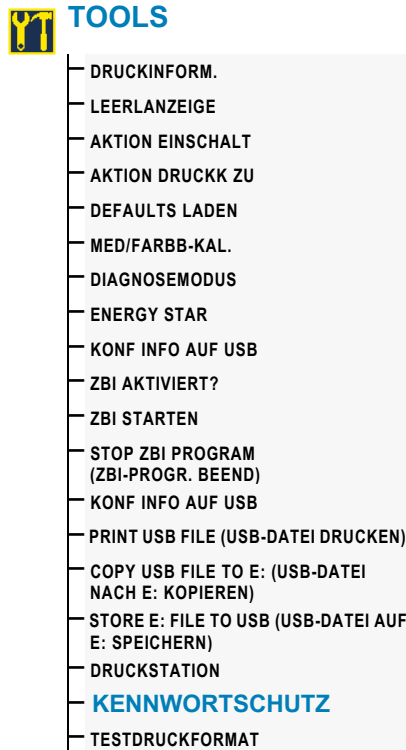 TOOLS
DRUCKINFORM.
LEERLANZEIGE
AKTION EINSCHALT
AKTION DRUCKK ZU
DEFAULTS LADEN
MED/FARBB-KAL.
DIAGNOSEMODUS
ENERGY STAR
KONF INFO AUF USB
ZBI AKTIVIERT?
ZBI STARTEN
STOP ZBI PROGRAM
(ZBI-PROGR. BEEND)
KONF INFO AUF USB
PRINT USB FILE (USB-DATEI DRUCKEN)
COPY USB FILE TO E: (USB-DATEI
NACH E: KOPIEREN)
STORE E: FILE TO USB (USB-DATEI AUF
E: SPEICHERN)
DRUCKSTATION
KENNWORTSCHUTZ
TESTDRUCKFORMAT